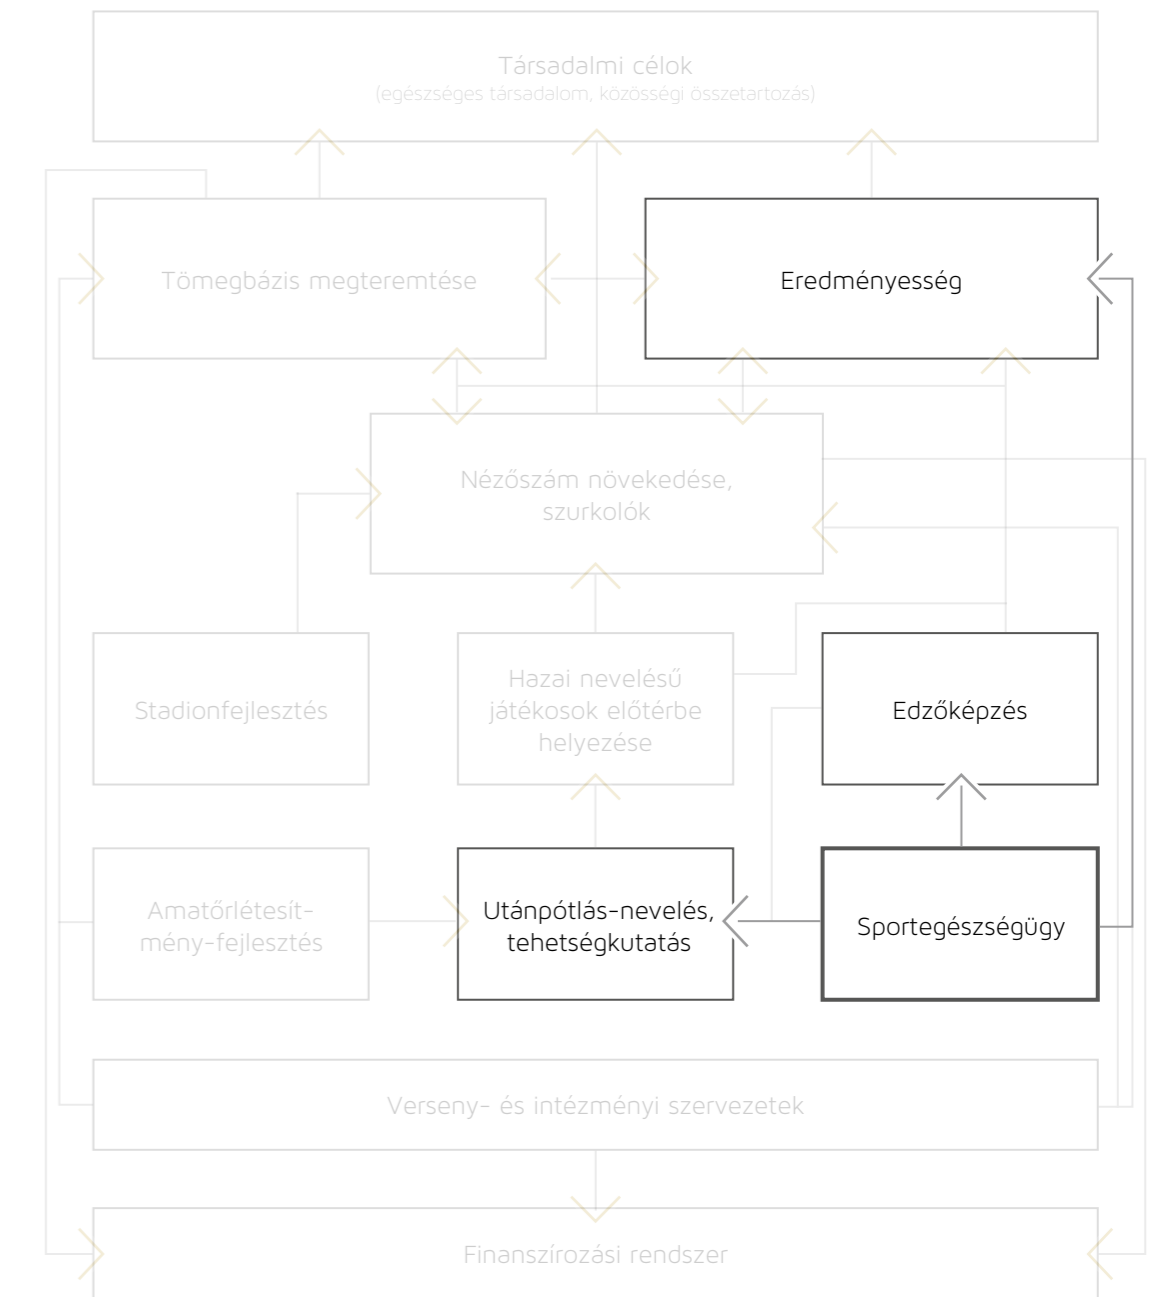 Társadalmi célok
(egészséges társadalom, közösségi összetartozás)
Tömegbázis megteremtése
Eredményesség
Nézőszám növekedése,
szurkolók
Stadionfejlesztés
Hazai nevelésű
játékosok előtérbe
helyezése
Edzőképzés
Amatőrlétesít-
mény-fejlesztés
Utánpótlás-nevelés,
tehetségkutatás
Sportegészségügy
Verseny- és intézményi szervezetek
Finanszírozási rendszer